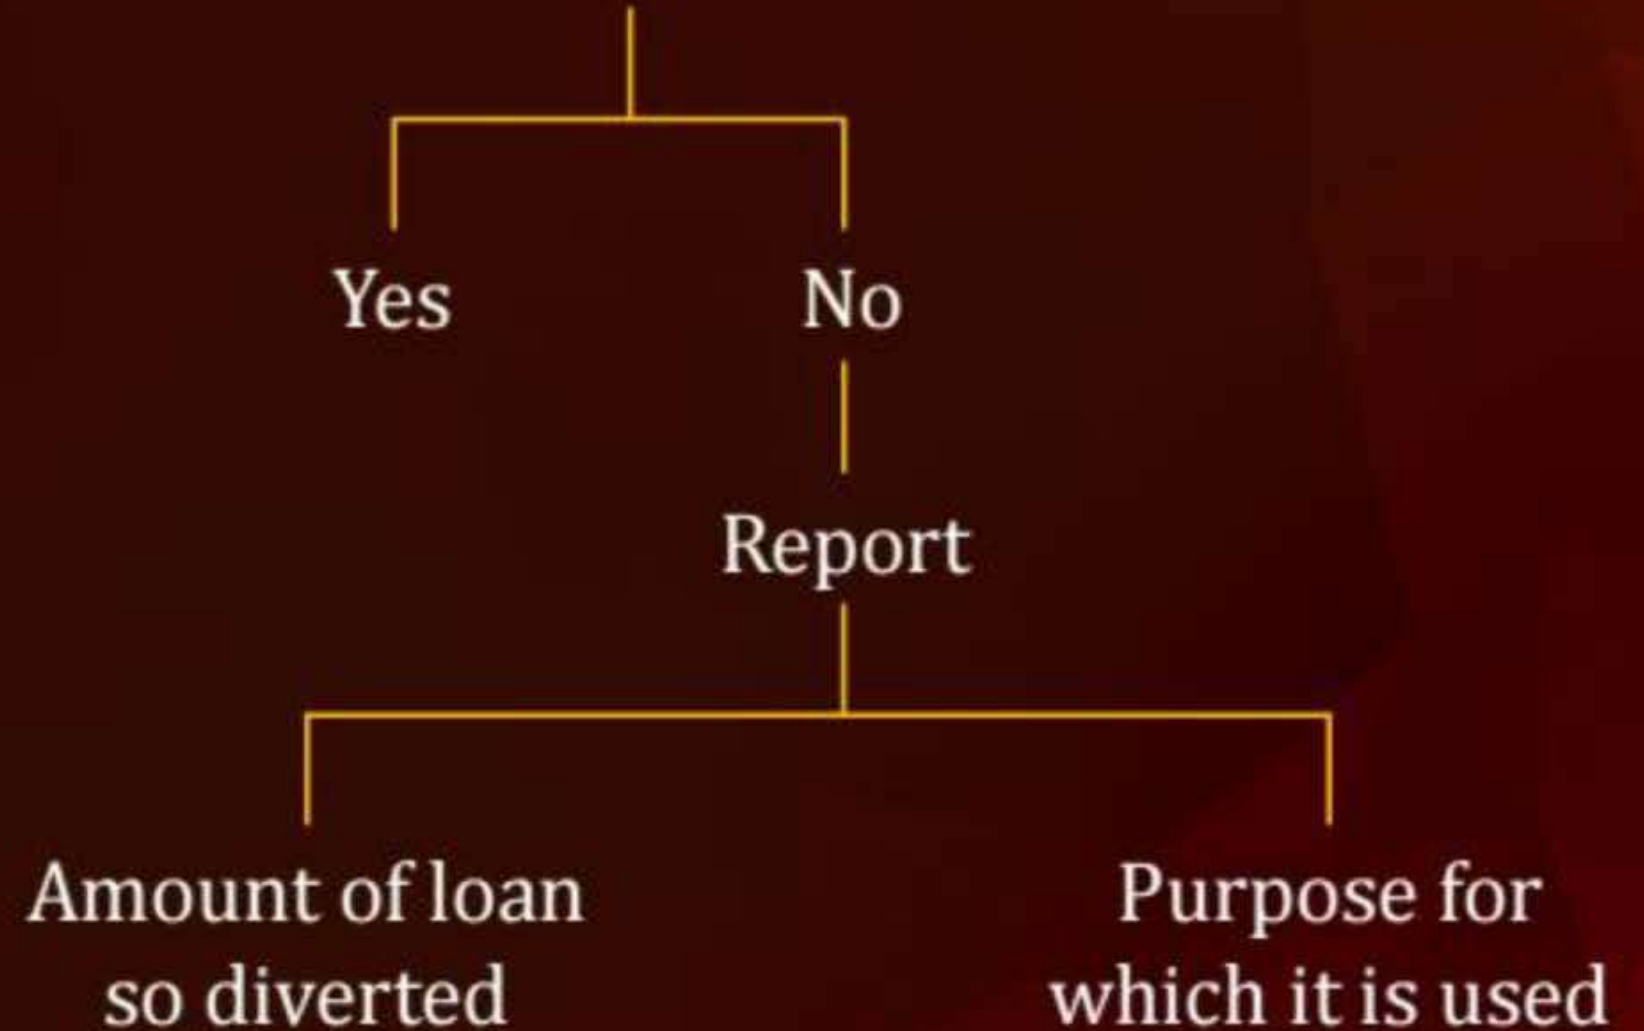 Yes
No
Report
Amount of loan
so diverted
Purpose for
which it is used